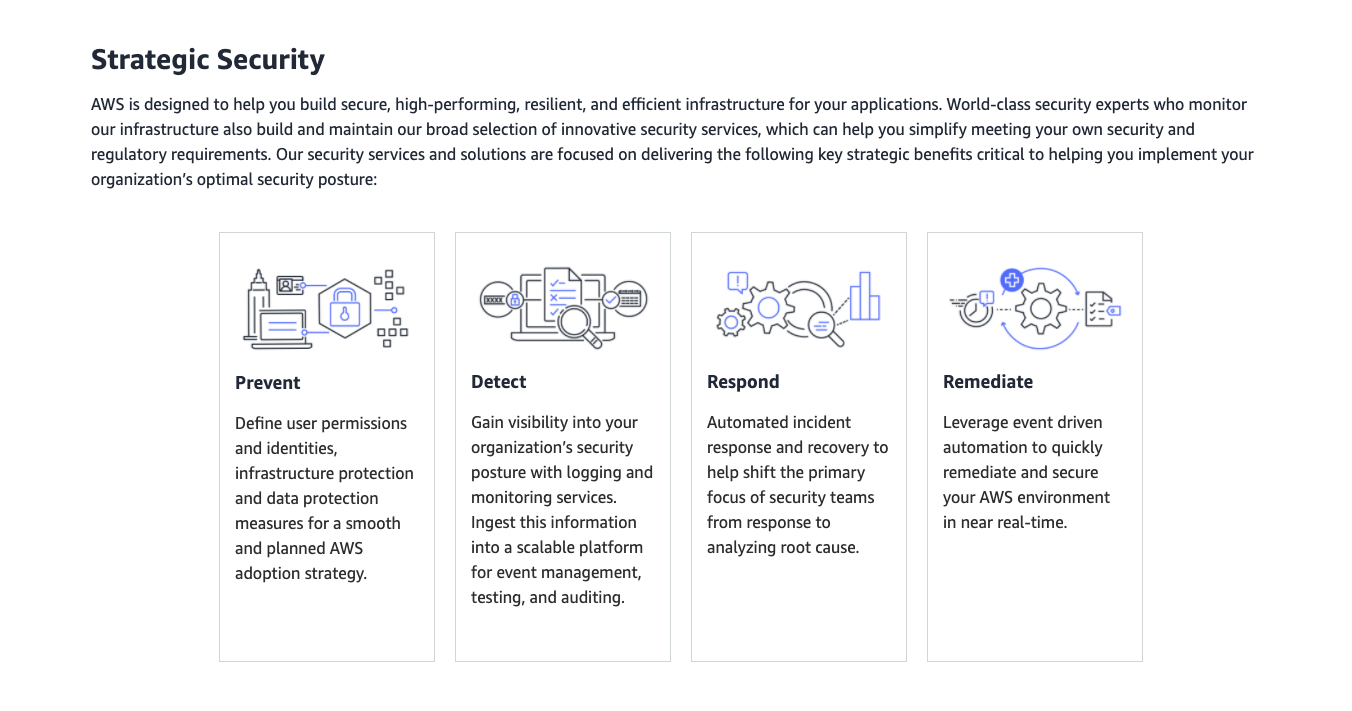 Strategic Security
AWS is designed to help you build secure, high-performing, resilient, and efficient infrastructure for your applications. World-class security experts who monitor
our infrastructure also build and maintain our broad selection of innovative security services, which can help you simplify meeting your own security and
regulatory requirements. Our security services and solutions are focused on delivering the following key strategic benefits critical to helping you implement your
organization’s optimal security posture:
Prevent
Define user permissions
and identities,
infrastructure protection
and data protection
measures for a smooth
and planned AWS
adoption strategy.
Detect
Gain visibility into your
organization’s security
posture with logging and
monitoring services.
Ingest this information
into a scalable platform
for event management,
testing, and auditing.
Respond
Automated incident
response and recovery to
help shift the primary
focus of security teams
from response to
analyzing root cause.
Remediate
Leverage event driven
automation to quickly
remediate and secure
your AWS environment
in near real-time.